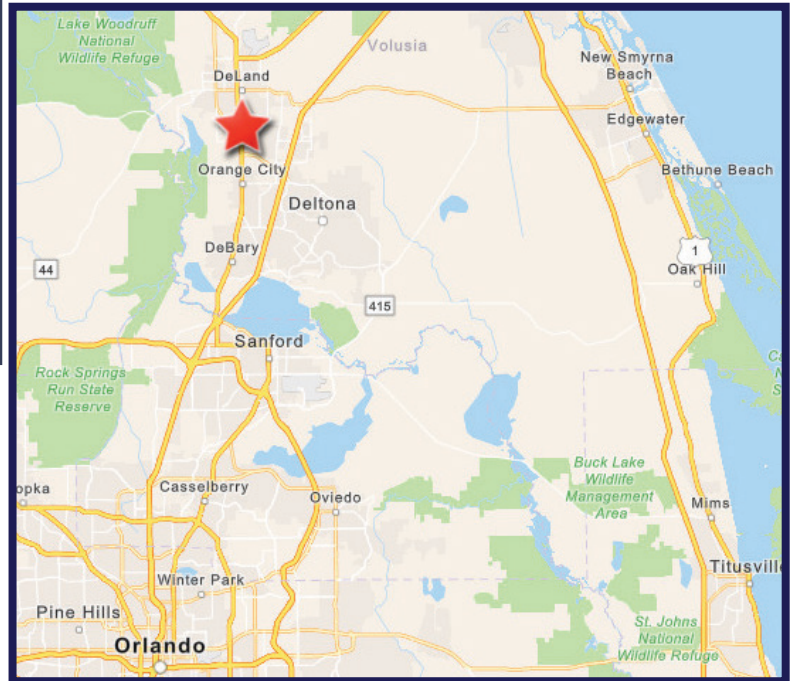 Lake Woodruff
National
Wildlife Refuge
Volusia
New Smyrna
Beach
DeLand
Edgewater
Orange City
Bethune Beach
Deltona
DeBary
1
Oak Hill
44
415
Sanford
Rock Springs
Run State
Reserve
Casselberry
Oviedo
Buck Lake
Wildlife
Management
Area
opka
Mims
Winter Park
Titusville
Pine Hills
St. Johns
National
Wildlife Refuge
Orlando